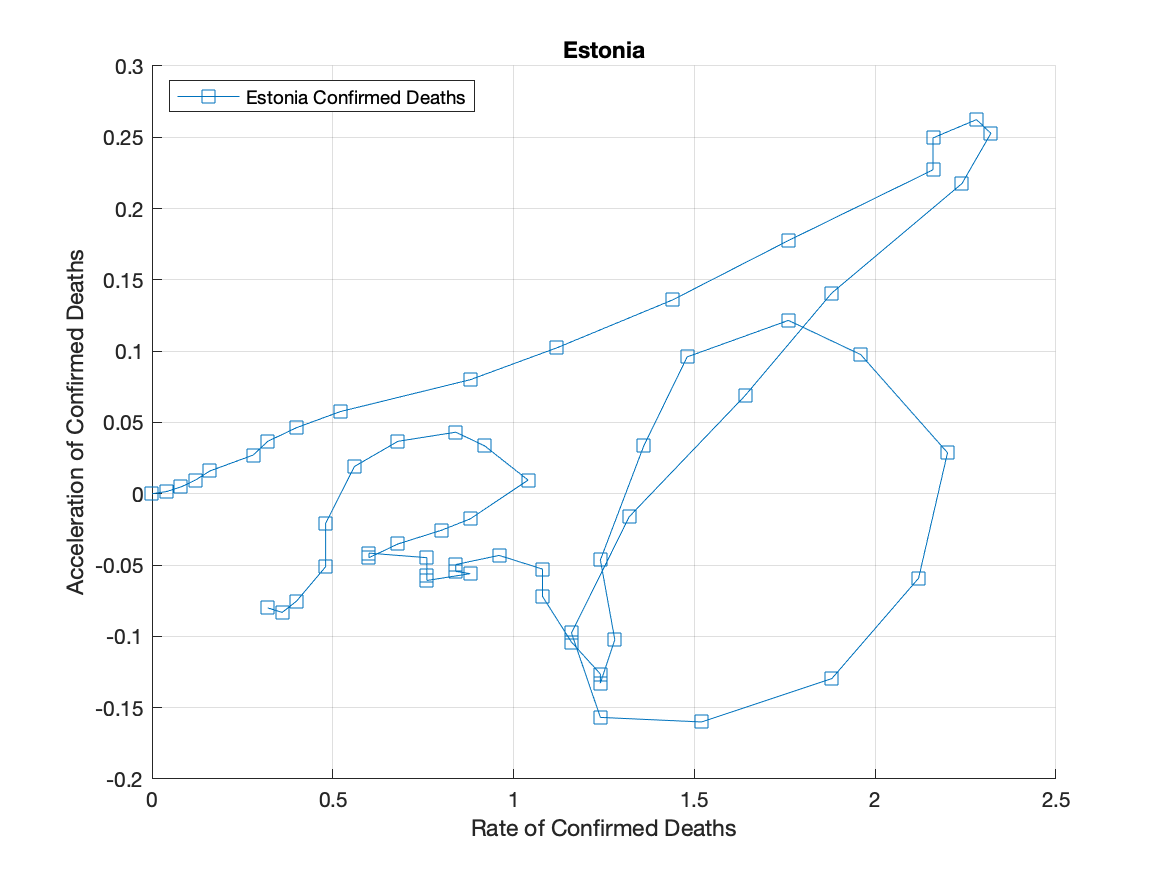 Estonia
Estonia Confirmed Deaths
Acceleration of Confirmed Deaths
0.3
0.25
0.2
0.15
0.1
0.05
0
-0.05
-0.1
-0.15
-0.2
0 0.5 1 1.5 2 2.5
Rate of Confirmed Deaths